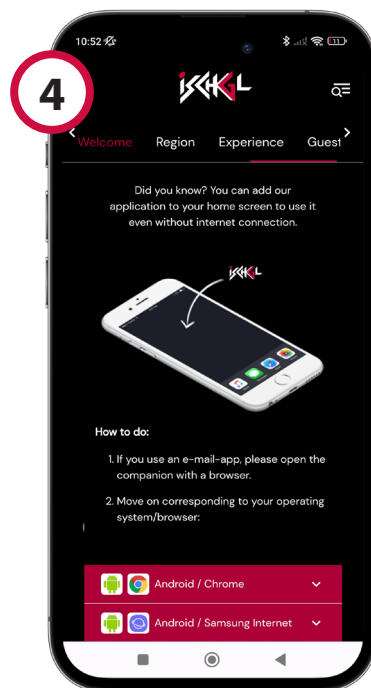 10:52
4
ISCHGL
Welcome Region Experience Guest
Did you know? You can add our
application to your home screen to use it
even without internet connection.
ISCHGL
How to do:
1. If you use an e-mail-app, please open the
companion with a browser.
2. Move on corresponding to your operating
system/browser:
Android / Chrome
Android / Samsung Internet